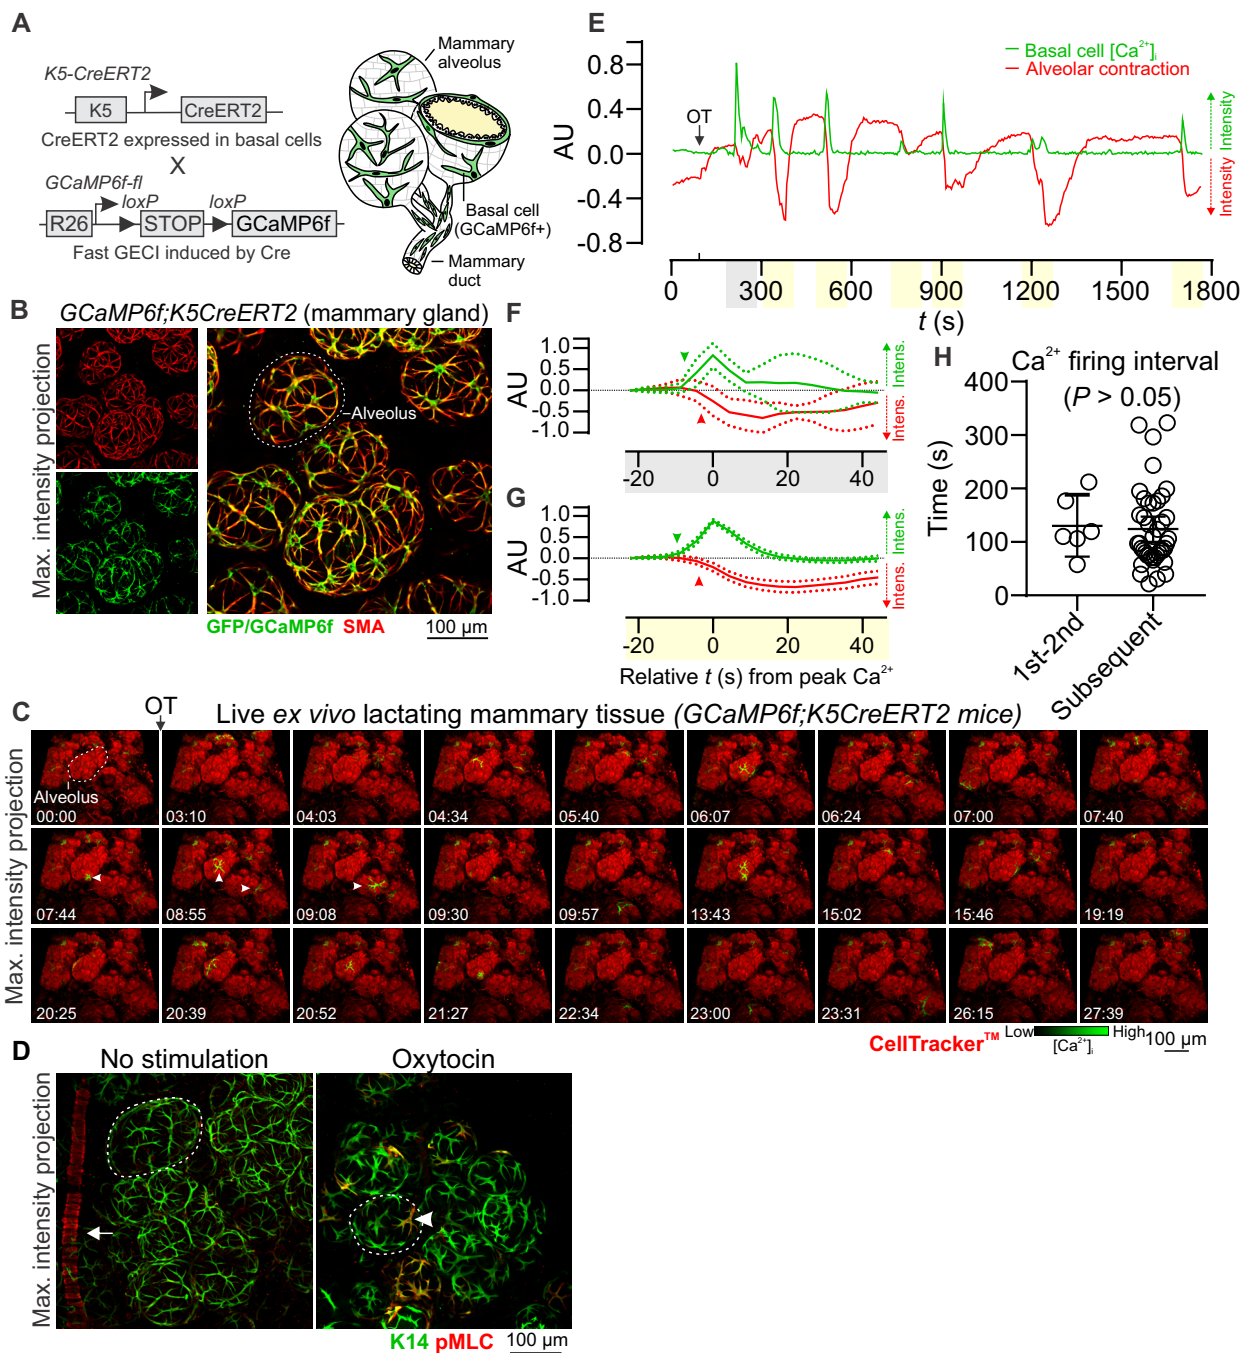 A
K5-CreERT2
K5
CreERT2
CreERT2 expressed in basal cells
X
GCaMP6f-fl
loxP
loxP
R26
STOP
GCaMP6f
Fast GECI induced by Cre
Mammary
alveolus
Basal cell
(GCaMP6f+)
Mammary
duct
B
GCaMP6f;K5CreERT2 (mammary gland)
Max. intensity projection
Alveolus
GFP/GCaMP6f SMA
100 µm
E
Basal cell [Ca2+]i
Alveolar contraction
AU
0.8
0.4
0.0
-0.4
-0.8
OT
Intensity
Intensity
0 300 600 900 1200 1500 1800
t (s)
F
AU
1.0
0.5
0.0
-0.5
-1.0
Intens.
Intens.
-20 0 20 40
G
AU
1.0
0.5
0.0
-0.5
-1.0
Intens.
Intens.
-20 0 20 40
Relative t (s) from peak Ca2+
H
Ca2+ firing interval
(P > 0.05)
Time (s)
400
300
200
100
0
1st-2nd
Subsequent
C
OT
Live ex vivo lactating mammary tissue (GCaMP6f;K5CreERT2 mice)
Max. intensity projection
Alveolus
00:00 03:10 04:03 04:34 05:40 06:07 06:24 07:00 07:40
07:44 08:55 09:08 09:30 09:57 13:43 15:02 15:46 19:19
20:25 20:39 20:52 21:27 22:34 23:00 23:31 26:15 27:39
CellTracker™
Low High
[Ca2+]i
100 µm
D
No stimulation
Oxytocin
Max. intensity projection
K14 pMLC
100 µm